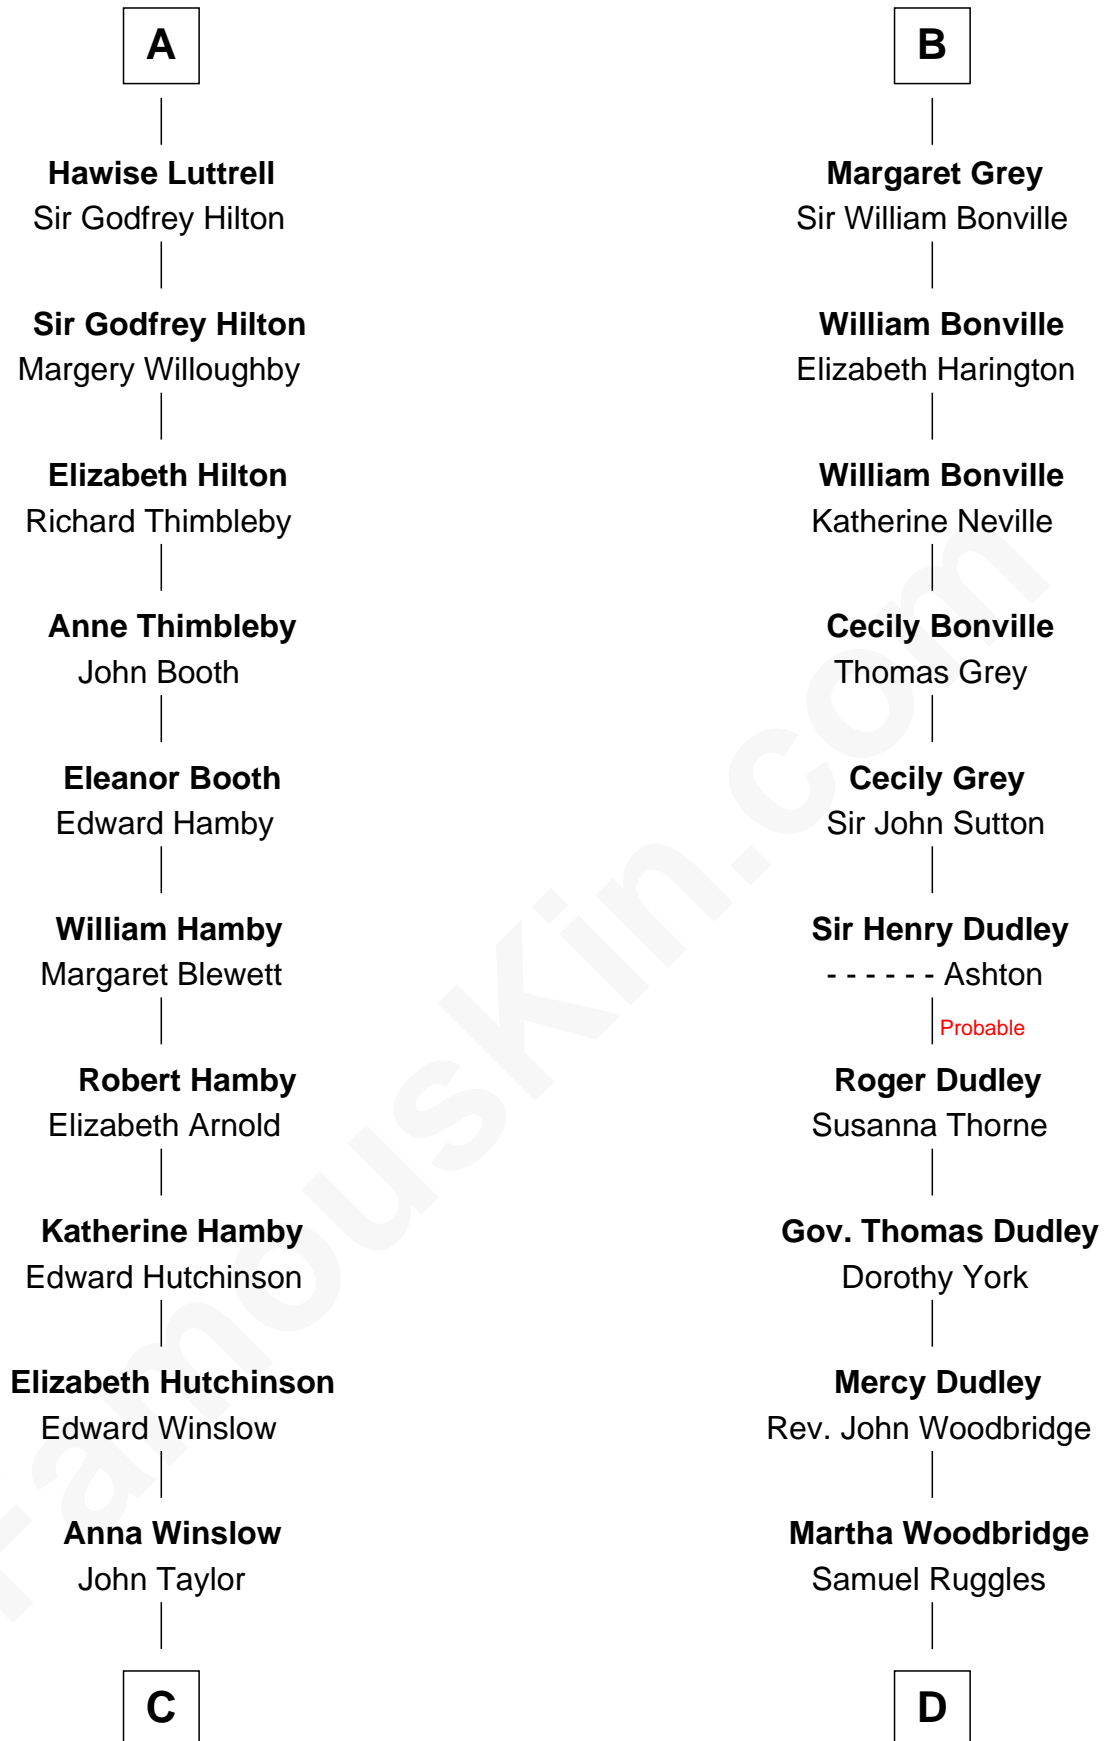 A
Hawise Luttrell
Sir Godfrey Hilton
Sir Godfrey Hilton
Margery Willoughby
Elizabeth Hilton
Richard Thimbleby
Anne Thimbleby
John Booth
Eleanor Booth
Edward Hamby
William Hamby
Margaret Blewett
Robert Hamby
Elizabeth Arnold
Katherine Hamby
Edward Hutchinson
Elizabeth Hutchinson
Edward Winslow
Anna Winslow
John Taylor
C
B
Margaret Grey
Sir William Bonville
William Bonville
Elizabeth Harington
William Bonville
Katherine Neville
Cecily Bonville
Thomas Grey
Cecily Grey
Sir John Sutton
Sir Henry Dudley
- - - - - - Ashton
Probable
Roger Dudley
Susanna Thorne
Gov. Thomas Dudley
Dorothy York
Mercy Dudley
Rev. John Woodbridge
Martha Woodbridge
Samuel Ruggles
D
FamousKin.com